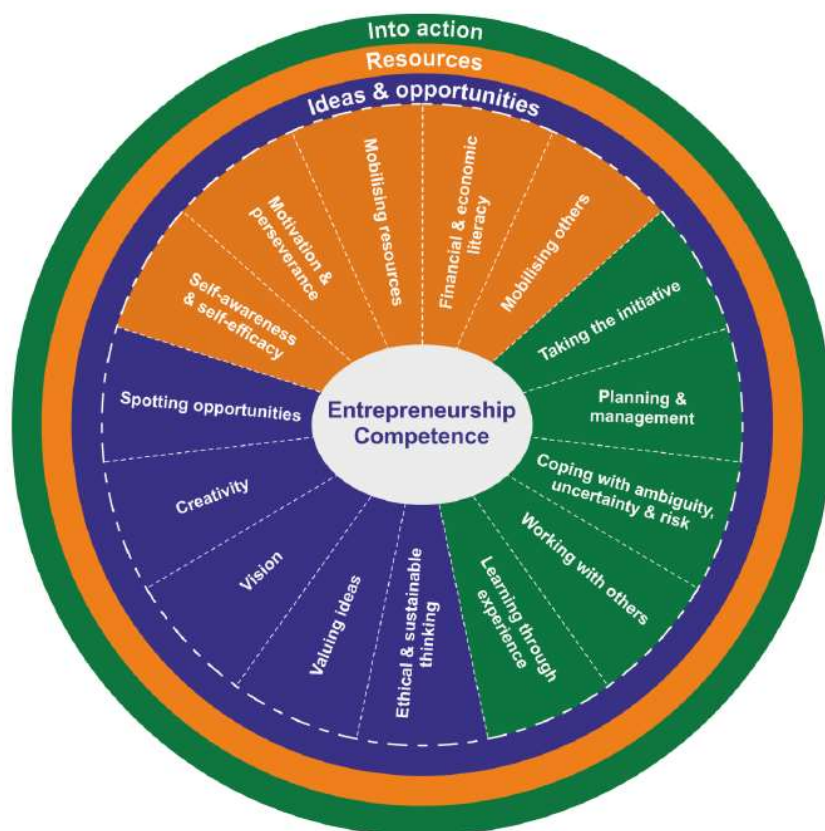 Into action
Resources
Ideas & opportunities
Self-awareness
& self-efficacy
Motivation &
perseverance
Mobilising resources
Financial & economic
literacy
Mobilising others
Taking the initiative
Planning &
management
Coping with ambiguity,
uncertainty & risk
Working with others
Learning through
experience
Ethical & sustainable
thinking
Valuing ideas
Vision
Creativity
Spotting opportunities
Entrepreneurship
Competence